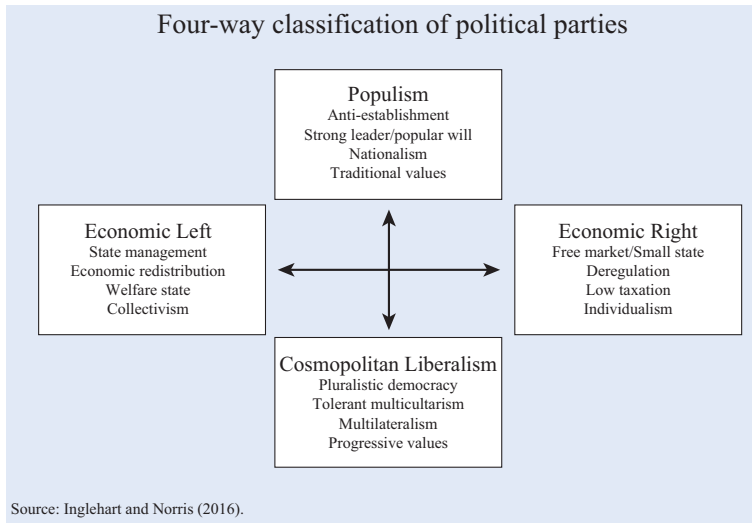 Four-way classification of political parties
Populism
Anti-establishment
Strong leader/popular will
Nationalism
Traditional values
Economic Left
State management
Economic redistribution
Welfare state
Collectivism
Economic Right
Free market/Small state
Deregulation
Low taxation
Individualism
Cosmopolitan Liberalism
Pluralistic democracy
Tolerant multicultarism
Multilateralism
Progressive values
Source: Inglehart and Norris (2016).